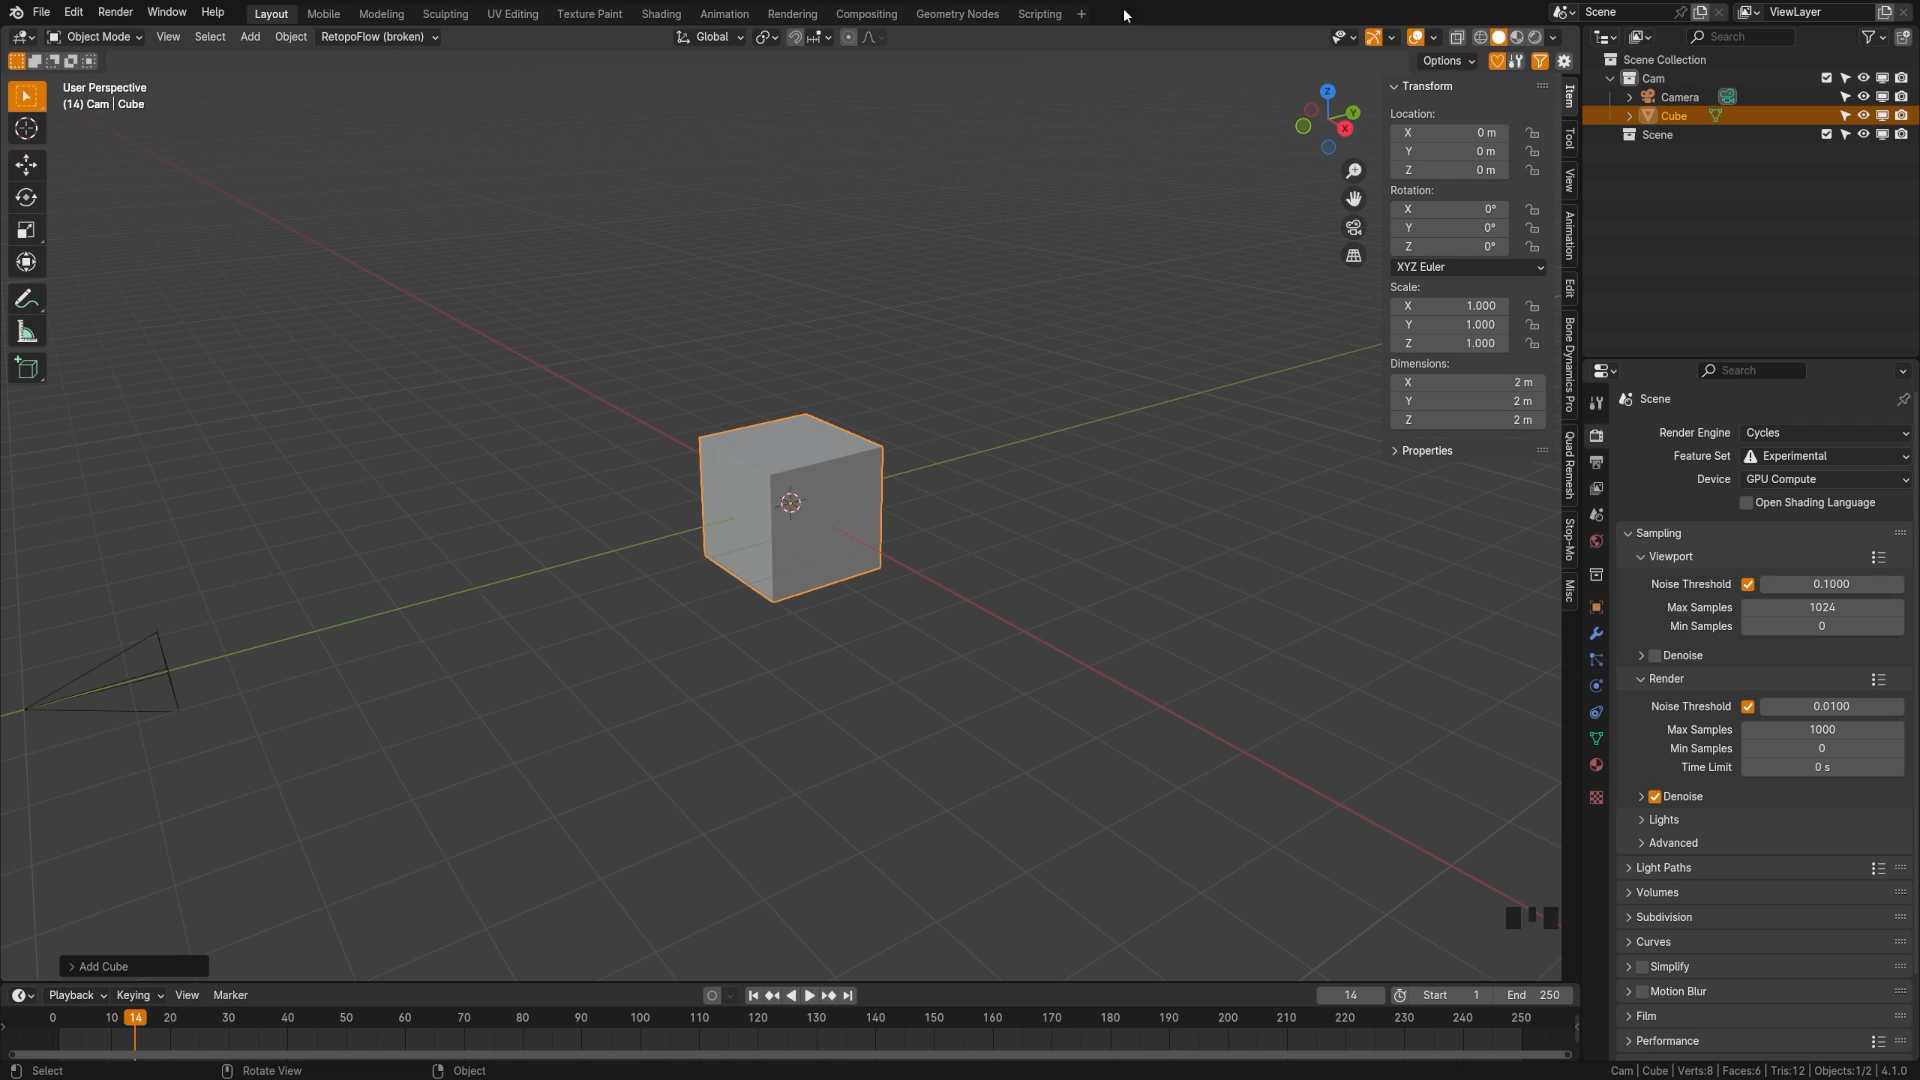 File Edit Render Window Help Layout Mobile Modeling Sculpting UV Editing Texture Paint Shading Animation Rendering Compositing Geometry Nodes Scripting + Scene ViewLayer
Object Mode View Select Add Object RetopoFlow (broken) Global Search
Options
User Perspective
(14) Cam | Cube
Z
Y
X
Transform
Location:
X 0 m
Y 0 m
Z 0 m
Rotation:
X 0°
Y 0°
Z 0°
XYZ Euler
Scale:
X 1.000
Y 1.000
Z 1.000
Dimensions:
X 2 m
Y 2 m
Z 2 m
Properties
Item
Tool
View
Animation
Edit
Bone Dynamics Pro
Quad Remesh
Stop-Mo
Misc
Scene Collection
Cam
Camera
Cube
Scene
Search
Scene
Render Engine Cycles
Feature Set Experimental
Device GPU Compute
Open Shading Language
Sampling
Viewport
Noise Threshold 0.1000
Max Samples 1024
Min Samples 0
Denoise
Render
Noise Threshold 0.0100
Max Samples 1000
Min Samples 0
Time Limit 0 s
Denoise
Lights
Advanced
Light Paths
Volumes
Subdivision
Curves
Simplify
Motion Blur
Film
Performance
Add Cube
Playback Keying View Marker 14 Start 1 End 250
0 10 14 20 30 40 50 60 70 80 90 100 110 120 130 140 150 160 170 180 190 200 210 220 230 240 250
Select Rotate View Object Cam | Cube | Verts:8 | Faces:6 | Tris:12 | Objects:1/2 | 4.1.0